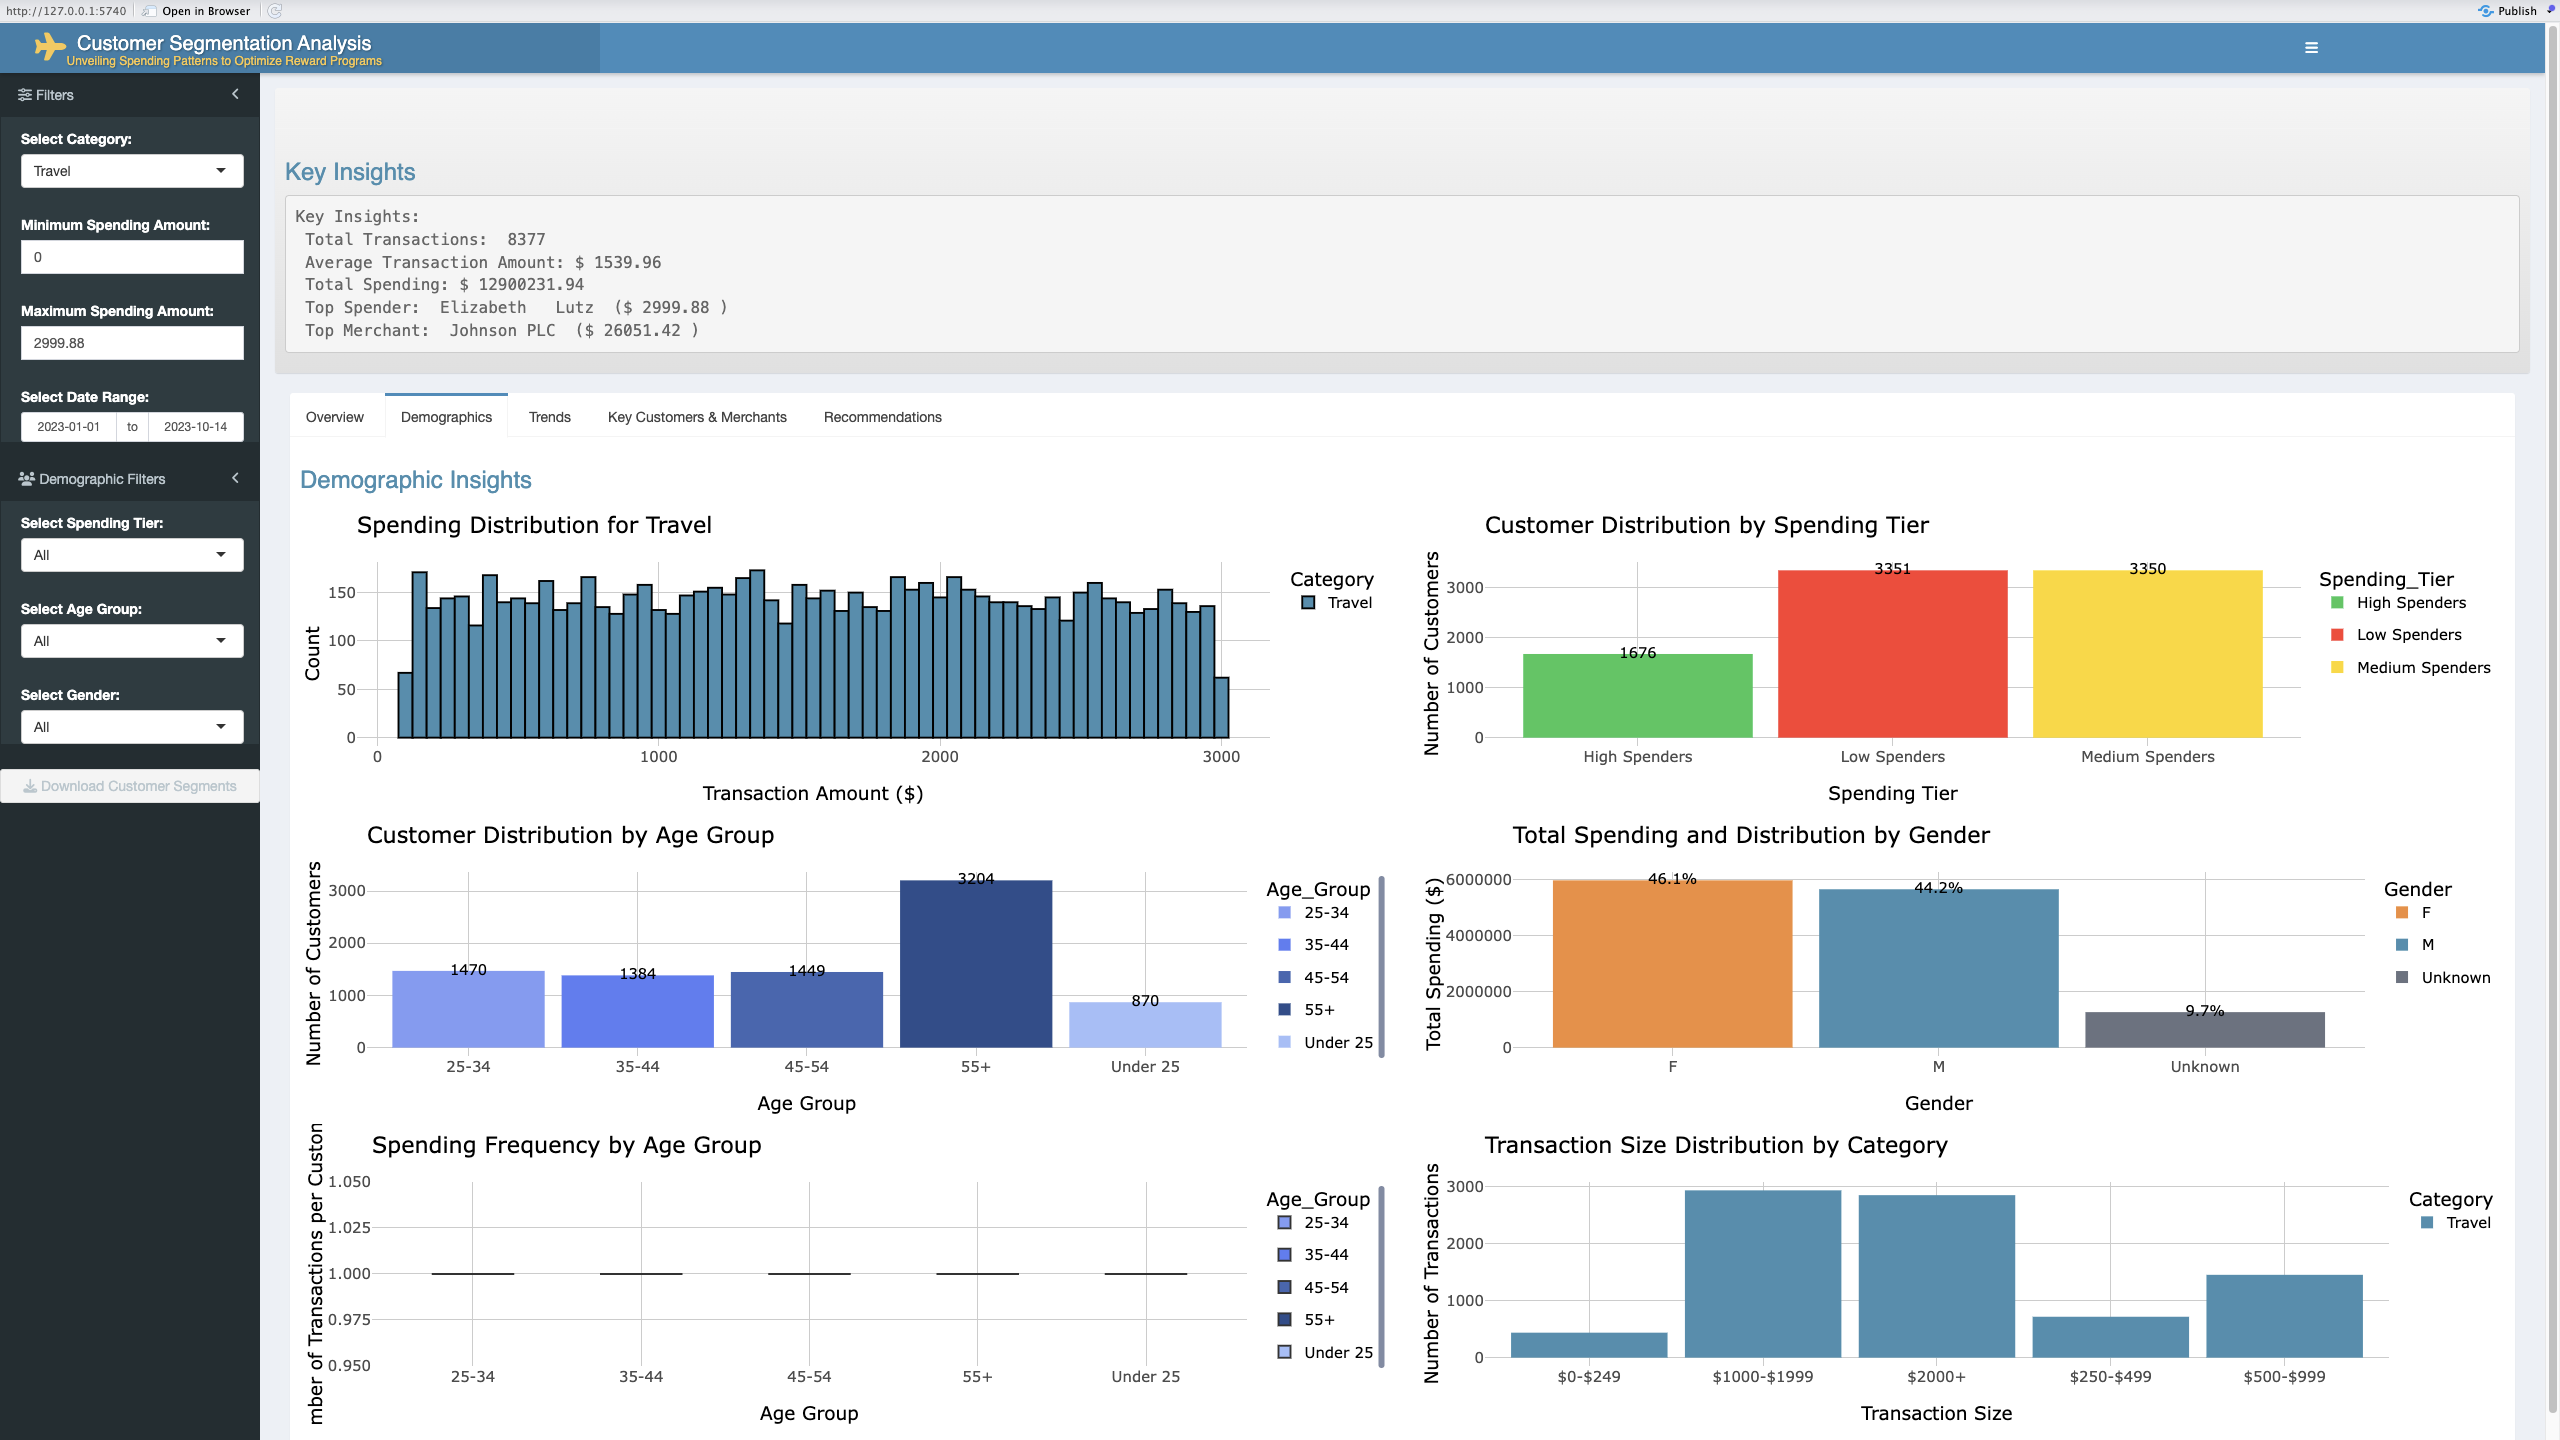 http://127.0.0.1:5740 Open in Browser Publish
Customer Segmentation Analysis
Unveiling Spending Patterns to Optimize Reward Programs
Filters
Select Category:
Travel
Minimum Spending Amount:
0
Maximum Spending Amount:
2999.88
Select Date Range:
2023-01-01 to 2023-10-14
Demographic Filters
Select Spending Tier:
All
Select Age Group:
All
Select Gender:
All
Download Customer Segments
Key Insights
Key Insights:
Total Transactions: 8377
Average Transaction Amount: $ 1539.96
Total Spending: $ 12900231.94
Top Spender: Elizabeth Lutz ($ 2999.88 )
Top Merchant: Johnson PLC ($ 26051.42 )
Overview Demographics Trends Key Customers & Merchants Recommendations
Demographic Insights
Spending Distribution for Travel
Count
150
100
50
0
0 1000 2000 3000
Transaction Amount ($)
Category
Travel
Customer Distribution by Spending Tier
Number of Customers
3000
2000
1000
0
1676 3351 3350
High Spenders Low Spenders Medium Spenders
Spending Tier
Spending_Tier
High Spenders
Low Spenders
Medium Spenders
Customer Distribution by Age Group
Number of Customers
3000
2000
1000
0
1470 1384 1449 3204 870
25-34 35-44 45-54 55+ Under 25
Age Group
Age_Group
25-34
35-44
45-54
55+
Under 25
Total Spending and Distribution by Gender
Total Spending ($)
6000000
4000000
2000000
0
46.1% 44.2% 9.7%
F M Unknown
Gender
Gender
F
M
Unknown
Spending Frequency by Age Group
mber of Transactions per Custon
1.050
1.025
1.000
0.975
0.950
25-34 35-44 45-54 55+ Under 25
Age Group
Age_Group
25-34
35-44
45-54
55+
Under 25
Transaction Size Distribution by Category
Number of Transactions
3000
2000
1000
0
$0-$249 $1000-$1999 $2000+ $250-$499 $500-$999
Transaction Size
Category
Travel